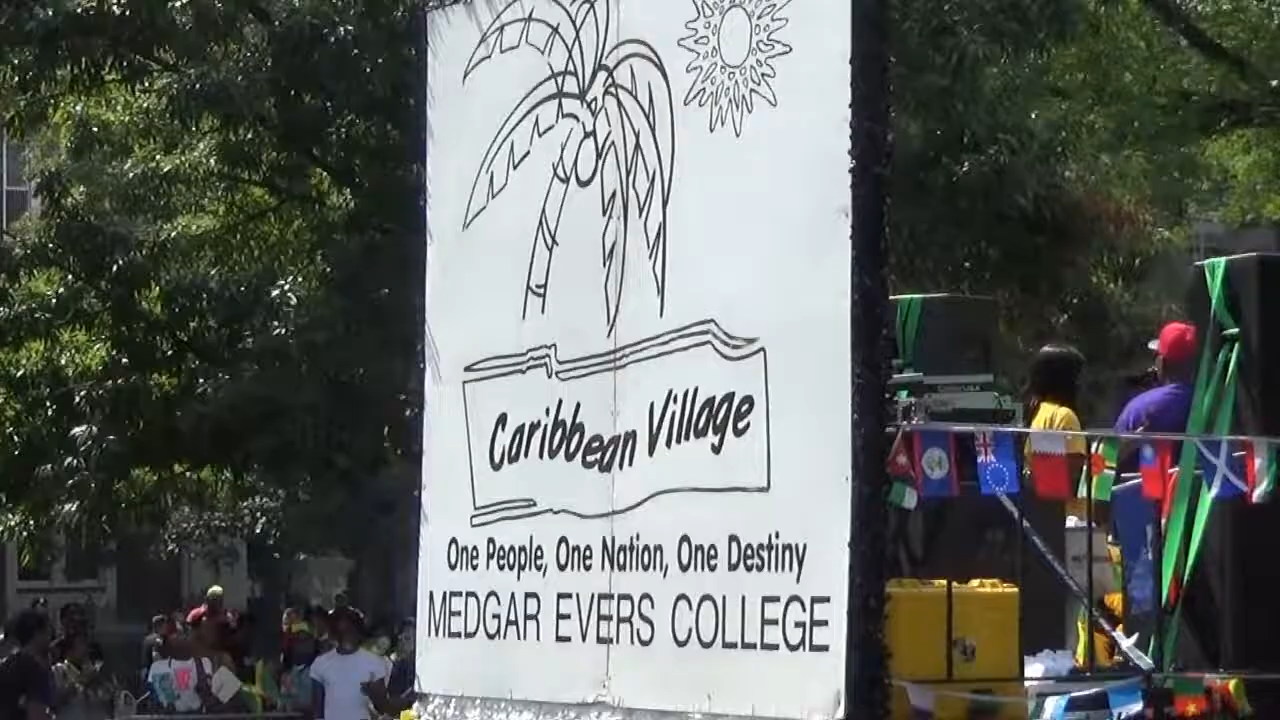 Caribbean Village
One People, One Nation, One Destiny
MEDGAR EVERS COLLEGE